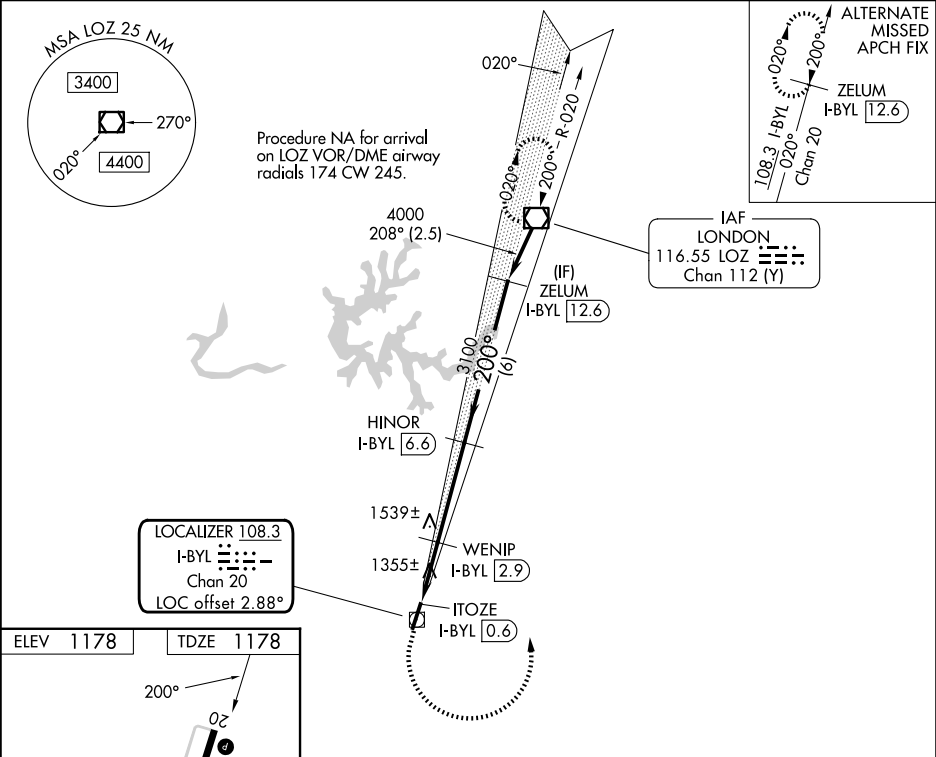 MSA LOZ 25 NM
3400
270°
020°
4400
Procedure NA for arrival
on LOZ VOR/DME airway
radials 174 CW 245.
020°
R-020
020°
200°
4000
208° (2.5)
(IF)
ZELUM
I-BYL 12.6
IAF
LONDON
116.55 LOZ
Chan 112 (Y)
ALTERNATE
MISSED
APCH FIX
020°
200°
ZELUM
I-BYL 12.6
108.3 I-BYL
020°
Chan 20
3100
200°
(6)
HINOR
I-BYL 6.6
1539±
WENIP
I-BYL 2.9
1355±
ITOZE
I-BYL 0.6
LOCALIZER 108.3
I-BYL
Chan 20
LOC offset 2.88°
ELEV 1178
TDZE 1178
200°
20
P